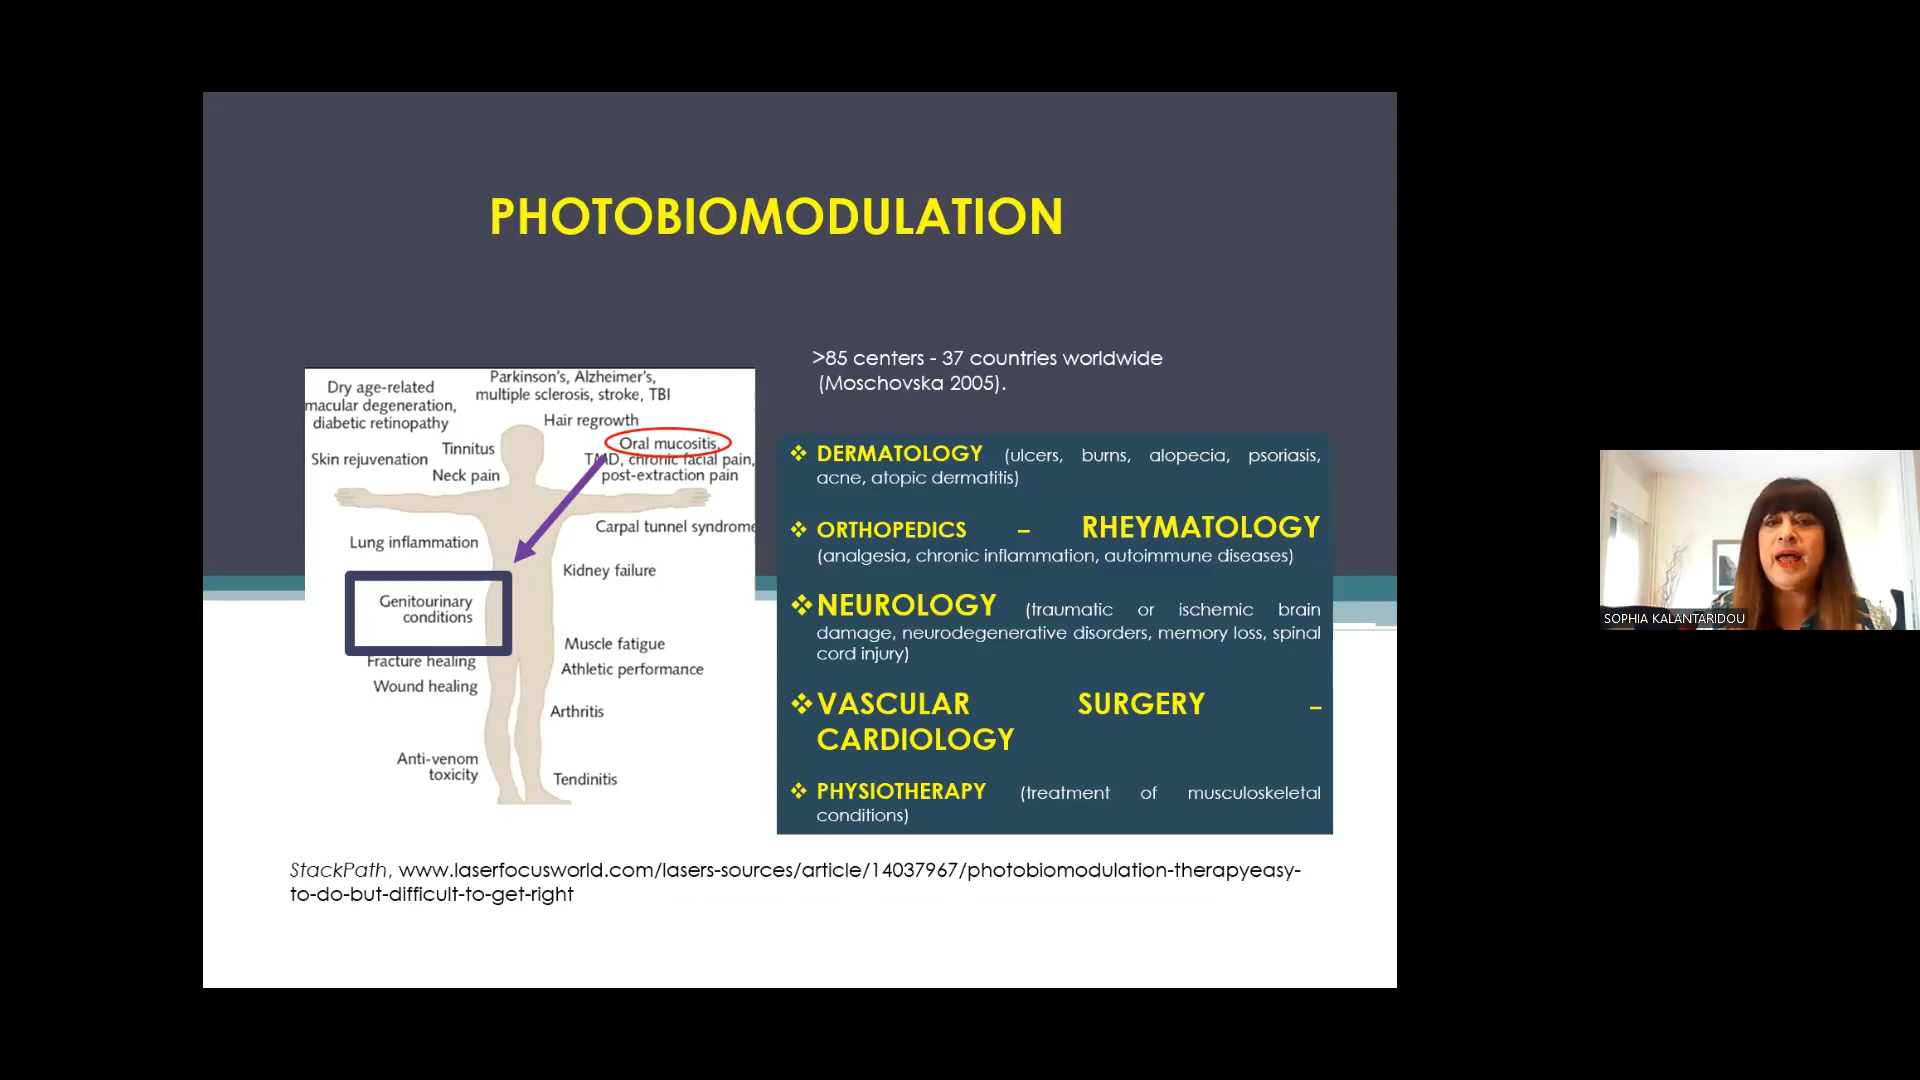 PHOTOBIOMODULATION
>85 centers - 37 countries worldwide
(Moschovska 2005).
Dry age-related
macular degeneration,
diabetic retinopathy
Parkinson's, Alzheimer's,
multiple sclerosis, stroke, TBI
Hair regrowth
Oral mucositis,
TMD, chronic facial pain,
post-extraction pain
Tinnitus
Skin rejuvenation
Neck pain
Carpal tunnel syndrome
Lung inflammation
Kidney failure
Genitourinary
conditions
Muscle fatigue
Fracture healing
Athletic performance
Wound healing
Arthritis
Anti-venom
toxicity
Tendinitis
❖ DERMATOLOGY (ulcers, burns, alopecia, psoriasis,
acne, atopic dermatitis)
❖ ORTHOPEDICS – RHEYMATOLOGY
(analgesia, chronic inflammation, autoimmune diseases)
❖ NEUROLOGY (traumatic or ischemic brain
damage, neurodegenerative disorders, memory loss, spinal
cord injury)
❖ VASCULAR SURGERY –
CARDIOLOGY
❖ PHYSIOTHERAPY (treatment of musculoskeletal
conditions)
StackPath, www.laserfocusworld.com/lasers-sources/article/14037967/photobiomodulation-therapyeasy-
to-do-but-difficult-to-get-right
SOPHIA KALANTARIDOU